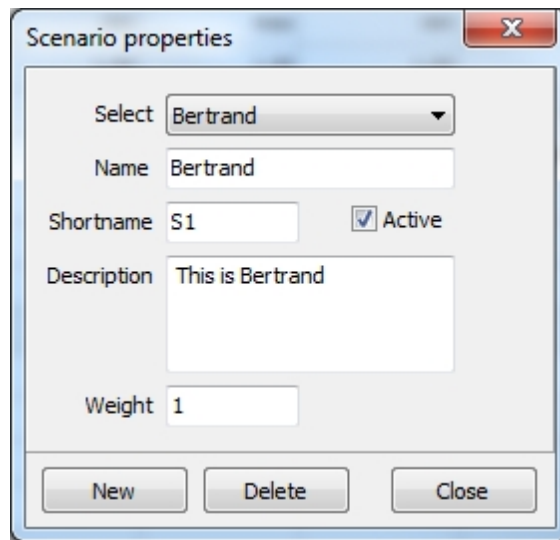 Scenario properties
Select Bertrand
Name Bertrand
Shortname S1 Active
Description This is Bertrand
Weight 1
New Delete Close